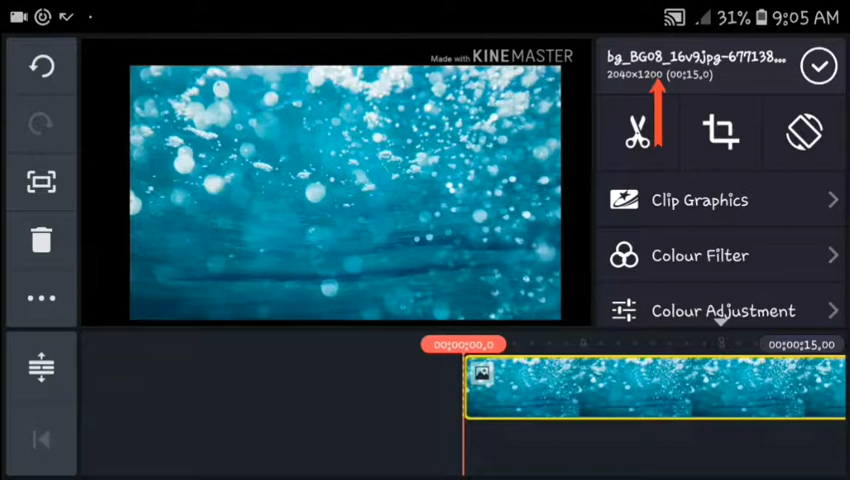 31% 9:05 AM
Made with KINEMASTER
bg_BG08_16v9jpg-677138...
2040x1200 (00;15,0)
Clip Graphics
Colour Filter
Colour Adjustment
00;00;00,0
00;00;15,00